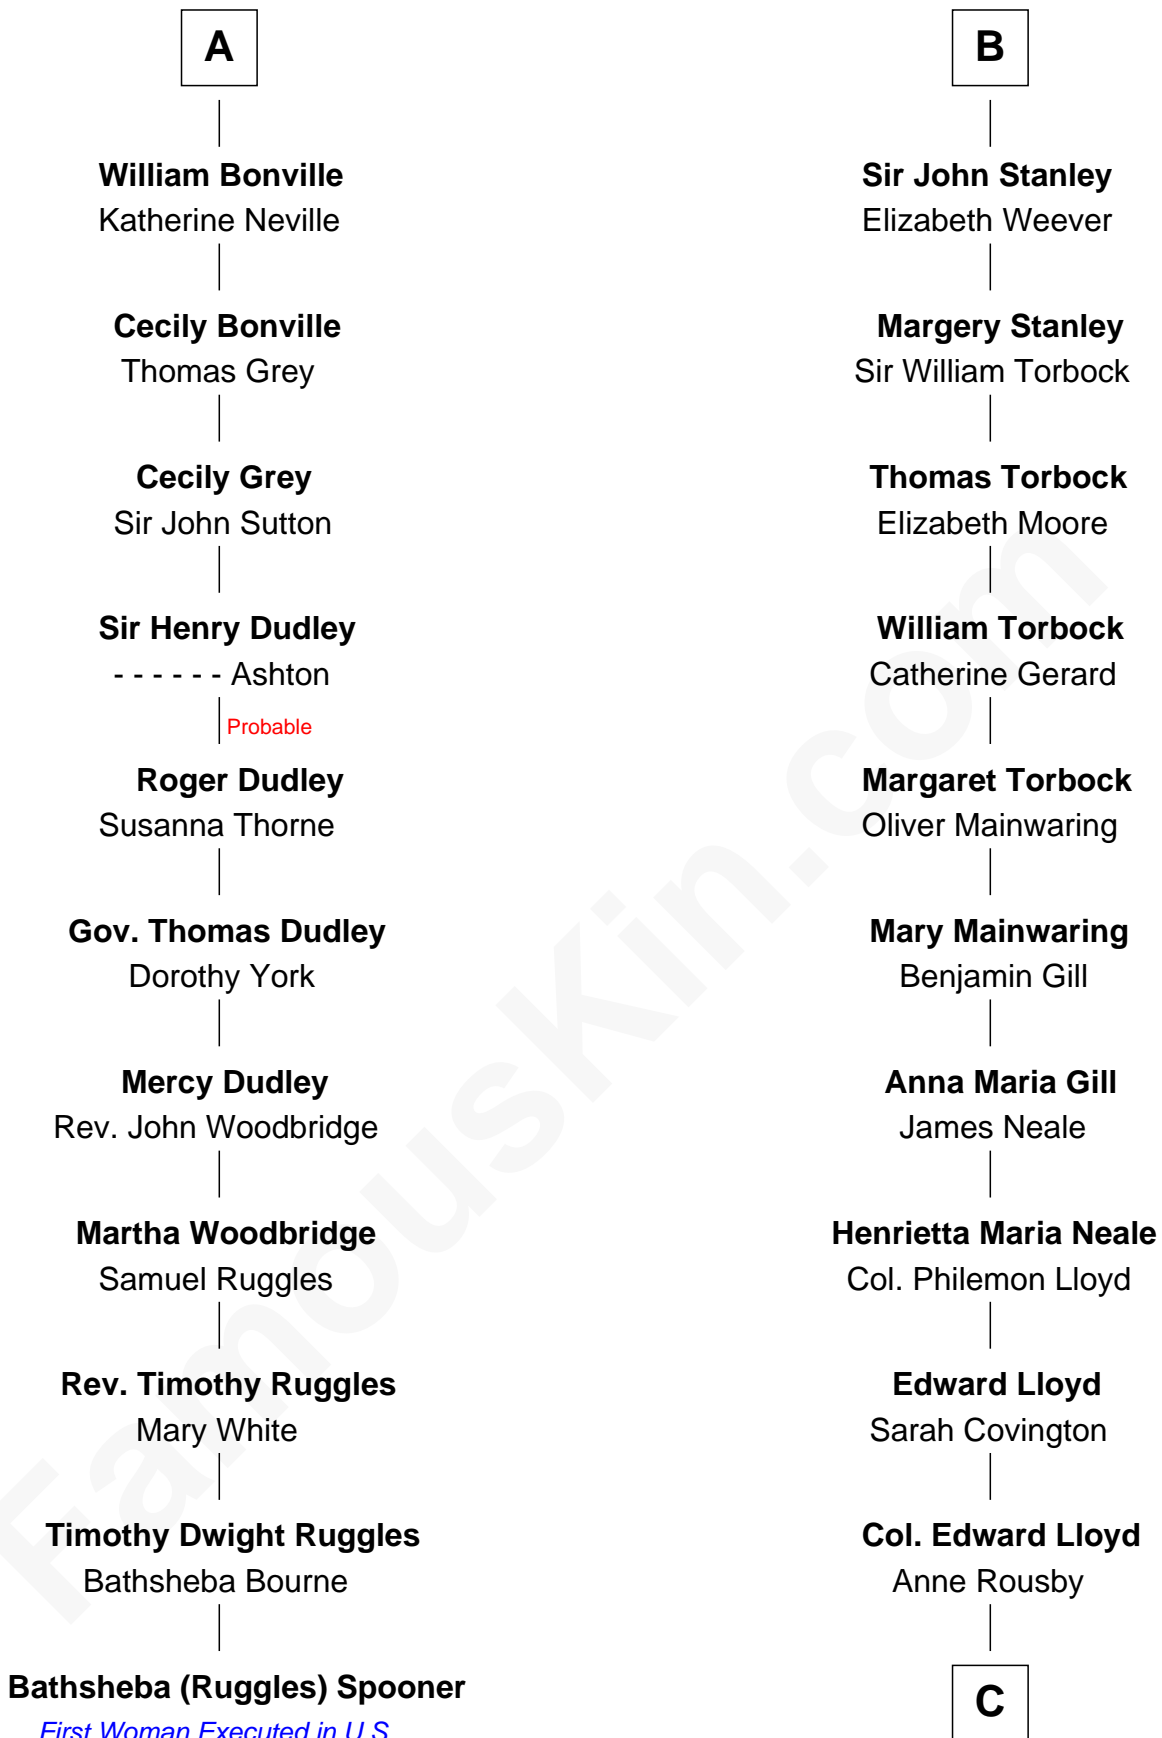 A
William Bonville
Katherine Neville
Cecily Bonville
Thomas Grey
Cecily Grey
Sir John Sutton
Sir Henry Dudley
- - - - - - Ashton
Probable
Roger Dudley
Susanna Thorne
Gov. Thomas Dudley
Dorothy York
Mercy Dudley
Rev. John Woodbridge
Martha Woodbridge
Samuel Ruggles
Rev. Timothy Ruggles
Mary White
Timothy Dwight Ruggles
Bathsheba Bourne
Bathsheba (Ruggles) Spooner
First Woman Executed in U.S.
B
Sir John Stanley
Elizabeth Weever
Margery Stanley
Sir William Torbock
Thomas Torbock
Elizabeth Moore
William Torbock
Catherine Gerard
Margaret Torbock
Oliver Mainwaring
Mary Mainwaring
Benjamin Gill
Anna Maria Gill
James Neale
Henrietta Maria Neale
Col. Philemon Lloyd
Edward Lloyd
Sarah Covington
Col. Edward Lloyd
Anne Rousby
C
FamousKin.com